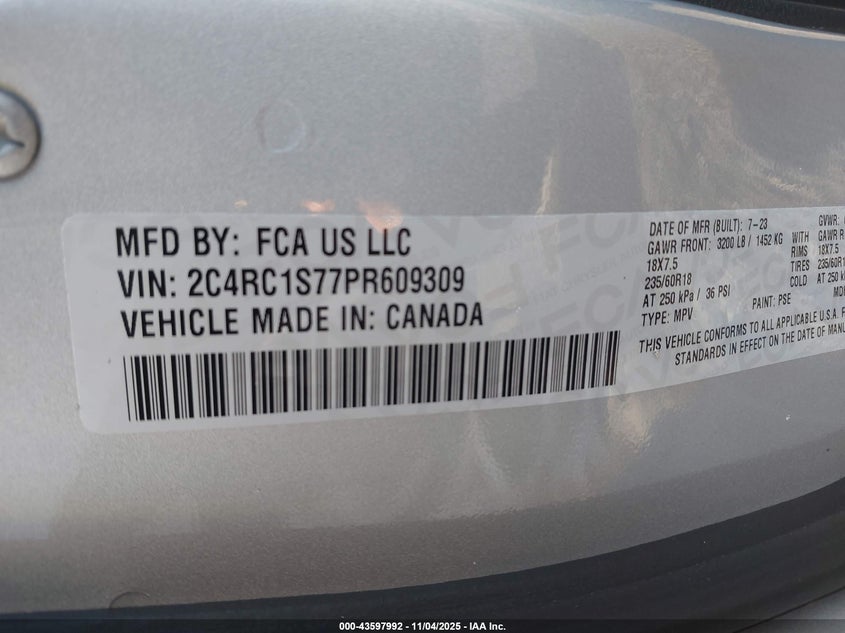 MFD BY: FCA US LLC
VIN: 2C4RC1S77PR609309
VEHICLE MADE IN: CANADA
DATE OF MFR (BUILT): 7-23
GAWR FRONT: 3200 LB / 1452 KG
18X7.5
235/60R18
AT 250 kPa / 36 PSI
TYPE: MPV
PAINT: PSE
WITH
RIMS
TIRES
COLD
GVWR:
GAWR
18X7.5
235/60R1
THIS VEHICLE CONFORMS TO ALL APPLICABLE U.S.A.
STANDARDS IN EFFECT ON THE DATE OF MANU
000-43597992 - 11/04/2025 - IAA Inc.